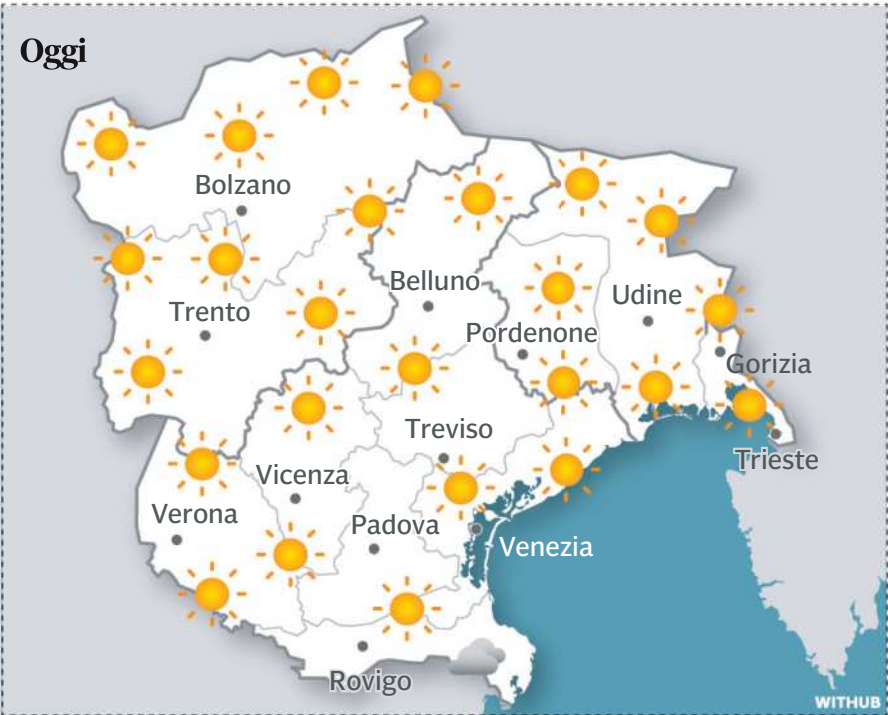 Oggi
Bolzano
Belluno
Udine
Trento
Pordenone
Gorizia
Treviso
Trieste
Vicenza
Verona
Padova
Venezia
Rovigo
WITHUB